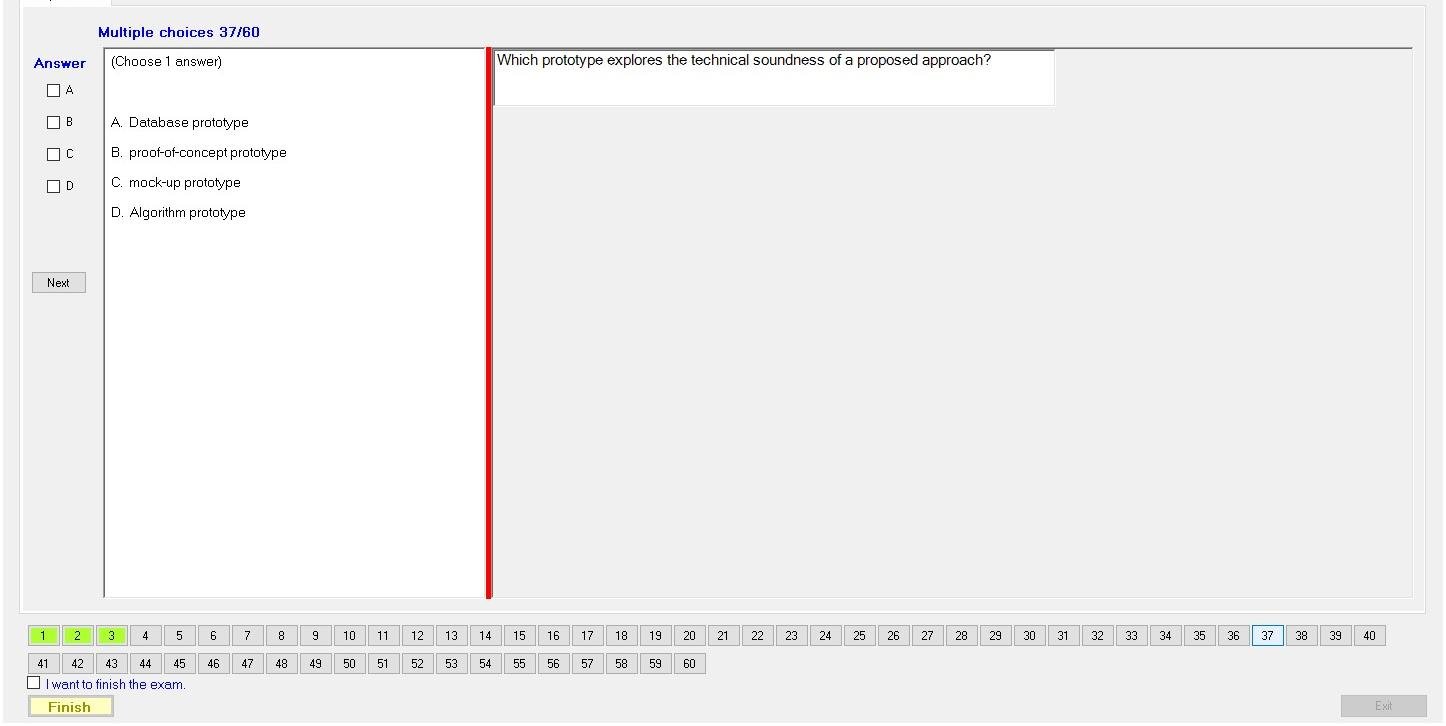 Multiple choices 37/60
Answer
A
B
C
D
Next
(Choose 1 answer)
A. Database prototype
B. proof-of-concept prototype
C. mock-up prototype
D. Algorithm prototype
Which prototype explores the technical soundness of a proposed approach?
1 2 3 4 5 6 7 8 9 10 11 12 13 14 15 16 17 18 19 20 21 22 23 24 25 26 27 28 29 30 31 32 33 34 35 36 37 38 39 40
41 42 43 44 45 46 47 48 49 50 51 52 53 54 55 56 57 58 59 60
I want to finish the exam.
Finish
Exit